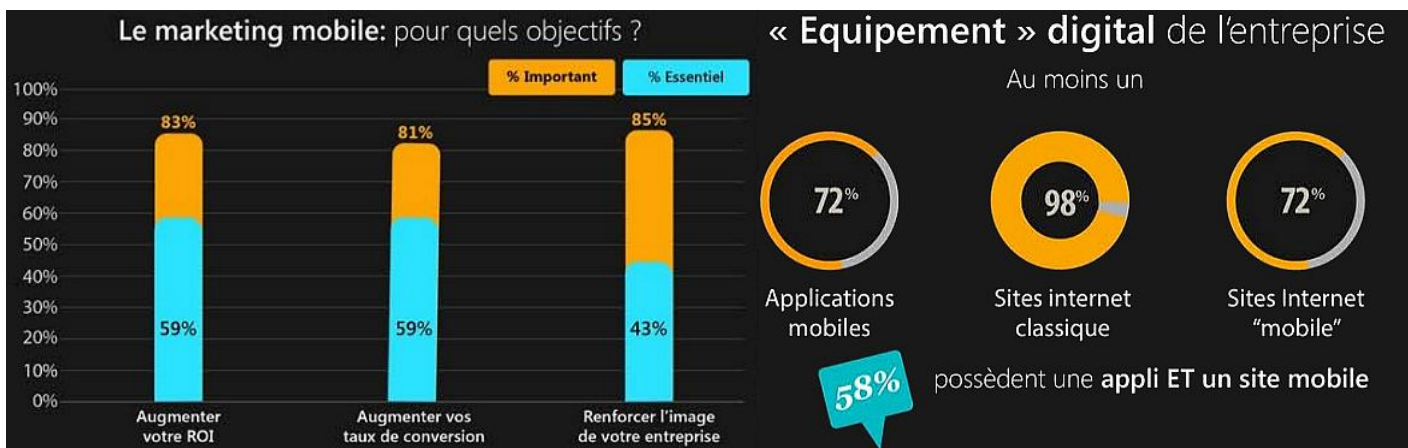 Le marketing mobile: pour quels objectifs ?
% Important
% Essentiel
100%
90%
80%
70%
60%
50%
40%
30%
20%
10%
0%
83%
81%
85%
59%
59%
43%
Augmenter
votre ROI
Augmenter vos
taux de conversion
Renforcer l'image
de votre entreprise
« Equipement » digital de l'entreprise
Au moins un
72%
98%
72%
Applications
mobiles
Sites internet
classique
Sites Internet
"mobile"
58%
possèdent une appli ET un site mobile